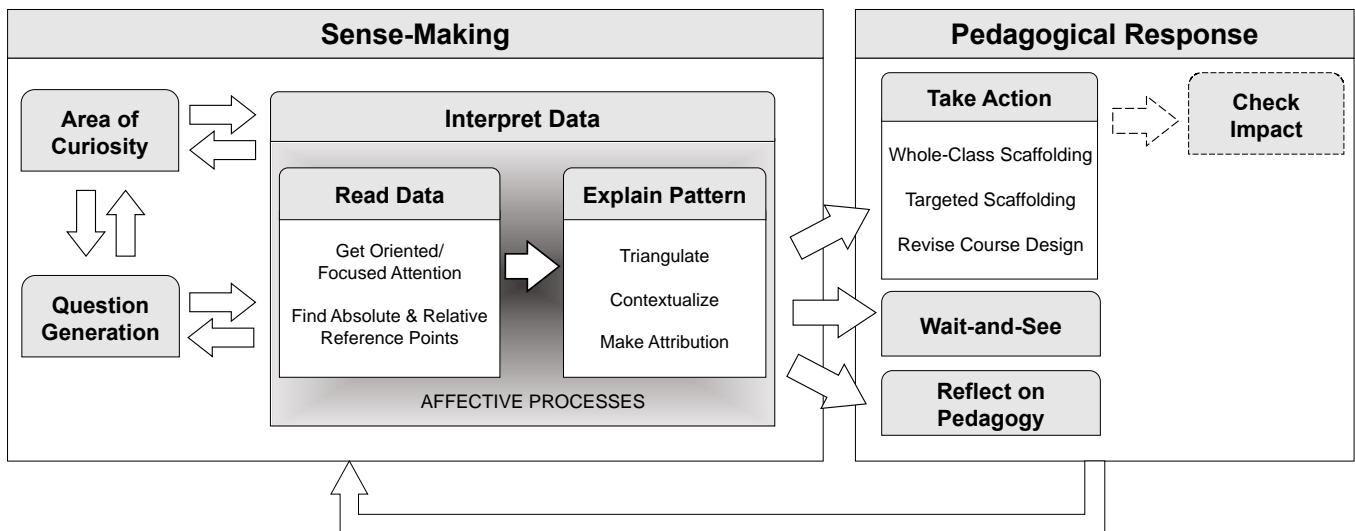 Sense-Making
Area of
Curiosity
Question
Generation
Interpret Data
Read Data
Get Oriented/
Focused Attention
Find Absolute & Relative
Reference Points
Explain Pattern
Triangulate
Contextualize
Make Attribution
AFFECTIVE PROCESSES
Pedagogical Response
Take Action
Whole-Class Scaffolding
Targeted Scaffolding
Revise Course Design
Check
Impact
Wait-and-See
Reflect on
Pedagogy